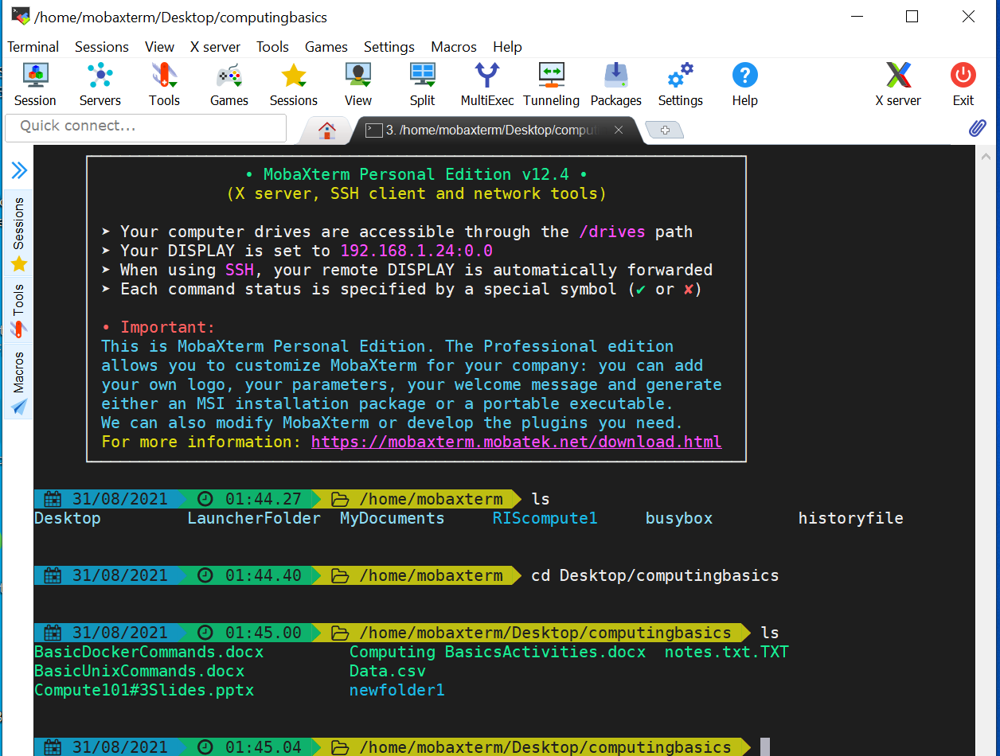 /home/mobaxterm/Desktop/computingbasics
Terminal Sessions View X server Tools Games Settings Macros Help
Session Servers Tools Games Sessions View Split MultiExec Tunneling Packages Settings Help X server Exit
Quick connect...
3. /home/mobaxterm/Desktop/comput
Sessions
Tools
Macros
• MobaXterm Personal Edition v12.4 •
(X server, SSH client and network tools)
➤ Your computer drives are accessible through the /drives path
➤ Your DISPLAY is set to 192.168.1.24:0.0
➤ When using SSH, your remote DISPLAY is automatically forwarded
➤ Each command status is specified by a special symbol (✔ or ✘)
• Important:
This is MobaXterm Personal Edition. The Professional edition
allows you to customize MobaXterm for your company: you can add
your own logo, your parameters, your welcome message and generate
either an MSI installation package or a portable executable.
We can also modify MobaXterm or develop the plugins you need.
For more information: https://mobaxterm.mobatek.net/download.html
31/08/2021 01:44.27 /home/mobaxterm ls
Desktop LauncherFolder MyDocuments RIScompute1 busybox historyfile
31/08/2021 01:44.40 /home/mobaxterm cd Desktop/computingbasics
31/08/2021 01:45.00 /home/mobaxterm/Desktop/computingbasics ls
BasicDockerCommands.docx Computing BasicsActivities.docx notes.txt.TXT
BasicUnixCommands.docx Data.csv
Compute101#3Slides.pptx newfolder1
31/08/2021 01:45.04 /home/mobaxterm/Desktop/computingbasics